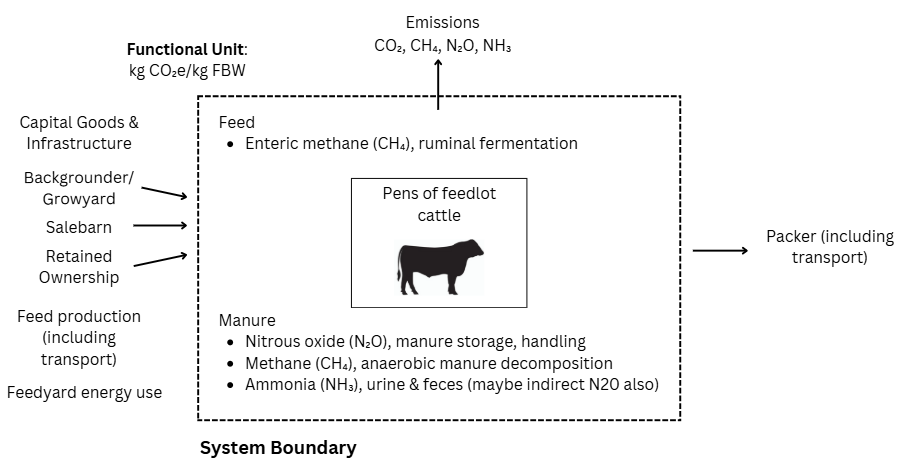 Emissions
CO₂, CH₄, N₂O, NH₃
Functional Unit:
kg CO₂e/kg FBW
Capital Goods &
Infrastructure
Backgrounder/
Growyard
Salebarn
Retained
Ownership
Feed production
(including
transport)
Feedyard energy use
Feed
• Enteric methane (CH₄), ruminal fermentation
Pens of feedlot
cattle
Manure
• Nitrous oxide (N₂O), manure storage, handling
• Methane (CH₄), anaerobic manure decomposition
• Ammonia (NH₃), urine & feces (maybe indirect N2O also)
Packer (including
transport)
System Boundary